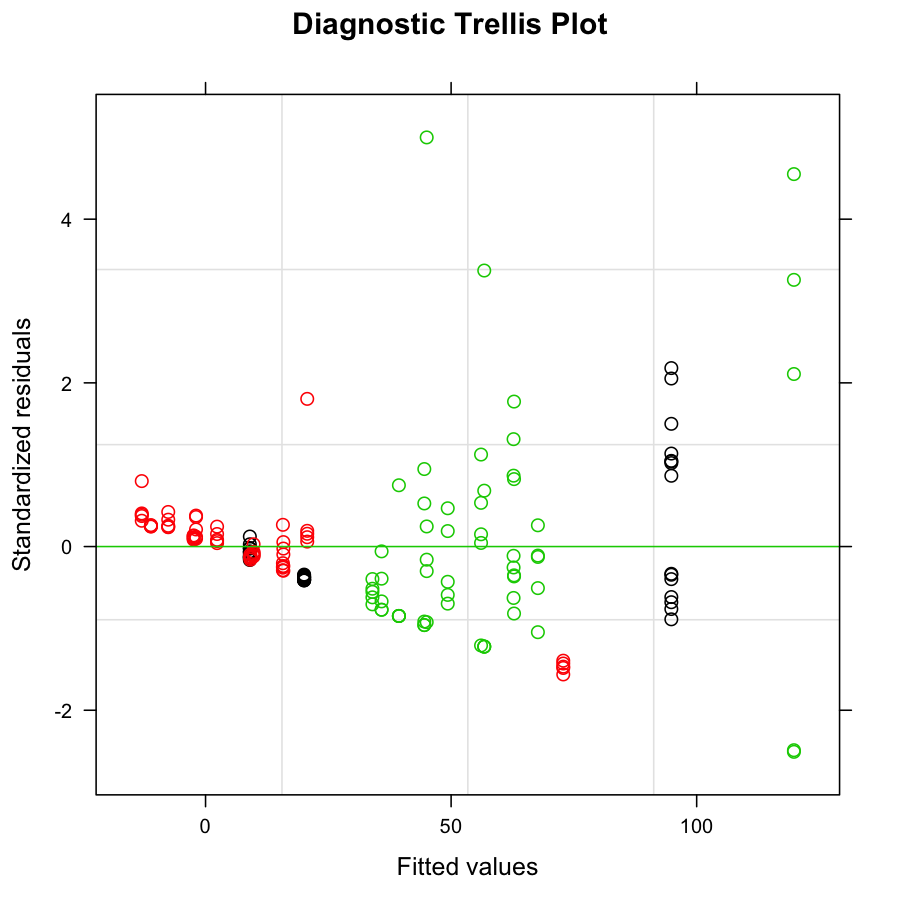 Diagnostic Trellis Plot
Standardized residuals
4
2
0
-2
0 50 100
Fitted values